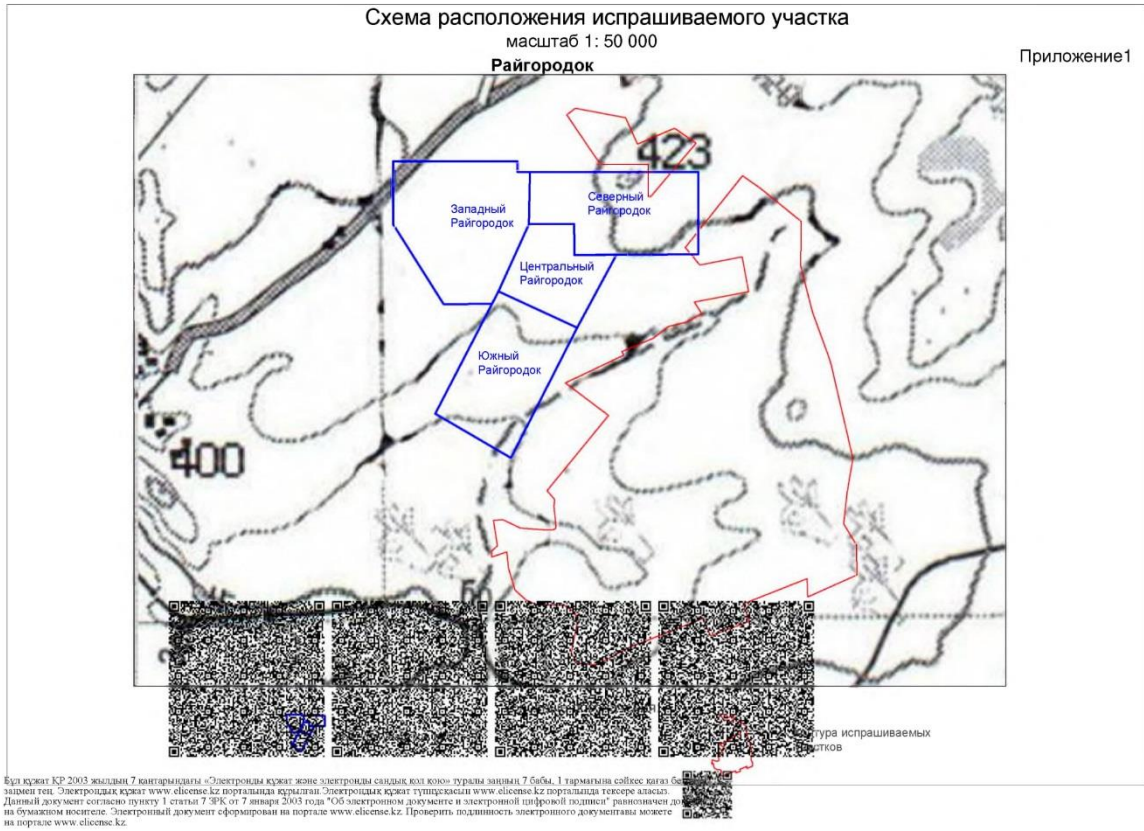 Схема расположения испрашиваемого участка
масштаб 1: 50 000
Приложение1
Райгородок
423
Западный
Райгородок
Северный
Райгородок
Центральный
Райгородок
Южный
Райгородок
400
испрашиваемых
Бұл құжат ҚР 2003 жылдың 7 қаңтарындағы «Электронды құжат және электронды сандық қол қою» туралы заңның 7 бабы, 1 тармағына сәйкес қағаз
заңмен тең. Электрондық құжат www.elicense.kz порталында құрылған.Электрондық құжат түпнұсқасын www.elicense.kz порталында тексере аласыз.
Данный документ согласно пункту 1 статьи 7 ЗРК от 7 января 2003 года "Об электронном документе и электронной цифровой подписи" равнозначен
на бумажном носителе. Электронный документ сформирован на портале www.elicense.kz. Проверить подлинность электронного документавы можете
на портале www.elicense.kz.